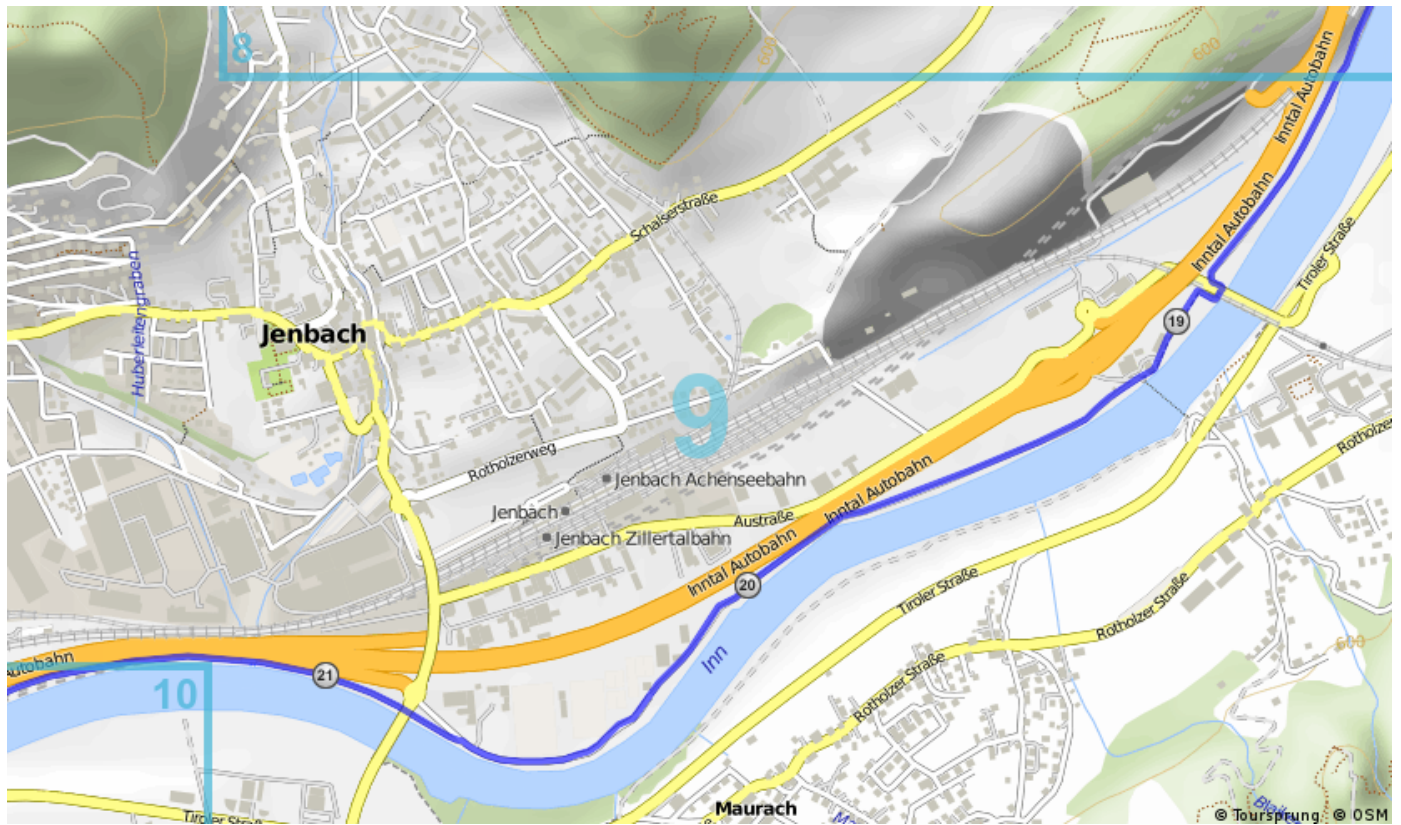 8
600
600
Inntal Autobahn
Inntal Autobahn
Schalserstraße
Inntal Autobahn
Tiroler Straße
Huberleitengraben
Jenbach
19
9
Rotholzer
Rotholzerweg
Jenbach Achenseebahn
Inntal Autobahn
Jenbach
Austraße
Jenbach Zillertalbahn
Inntal Autobahn
20
Tiroler Straße
Rotholzer Straße
600
Autobahn
21
Inn
Rotholzer Straße
10
Maurach
Tiroler Straße
© Toursprung © OSM